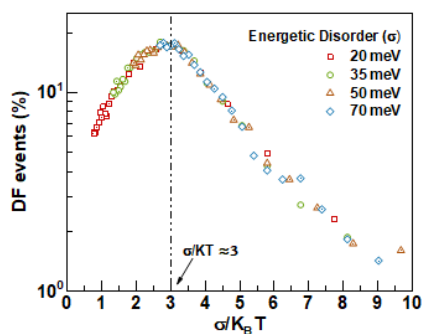 Energetic Disorder (σ)
20 meV
35 meV
50 meV
70 meV
DF events (%)
10¹
10⁰
σ/KT ≈3
0 1 2 3 4 5 6 7 8 9 10
σ/K_B T